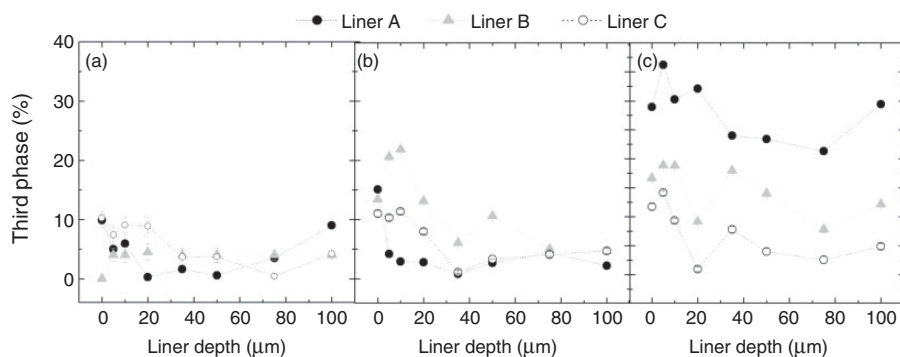 Liner A Liner B Liner C
(a) (b) (c)
40
30
20
10
0
Third phase (%)
0 20 40 60 80 100 0 20 40 60 80 100 0 20 40 60 80 100
Liner depth (μm) Liner depth (μm) Liner depth (μm)